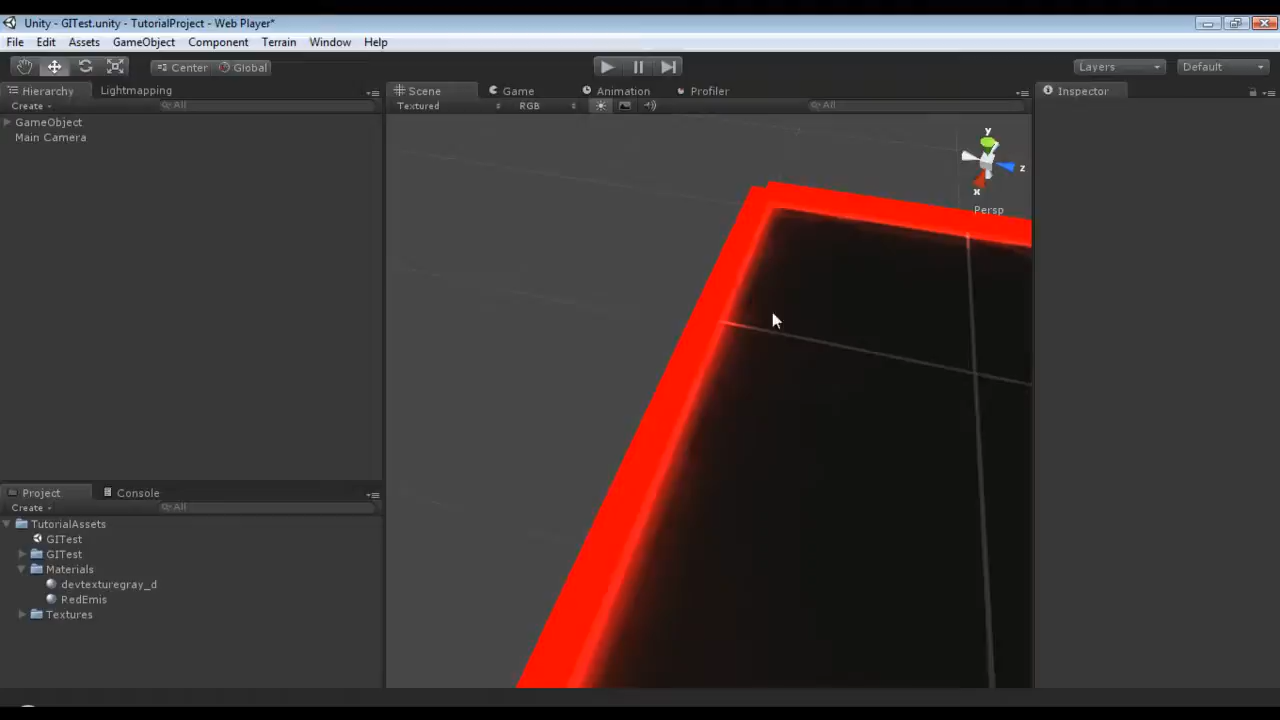 Unity - GITest.unity - TutorialProject - Web Player*
File Edit Assets GameObject Component Terrain Window Help
Center Global Layers Default
Hierarchy Lightmapping Scene Game Animation Profiler Inspector
Create All Textured RGB All
GameObject
Main Camera
y
z
x
Persp
Project Console
Create All
TutorialAssets
GITest
GITest
Materials
devtexturegray_d
RedEmis
Textures